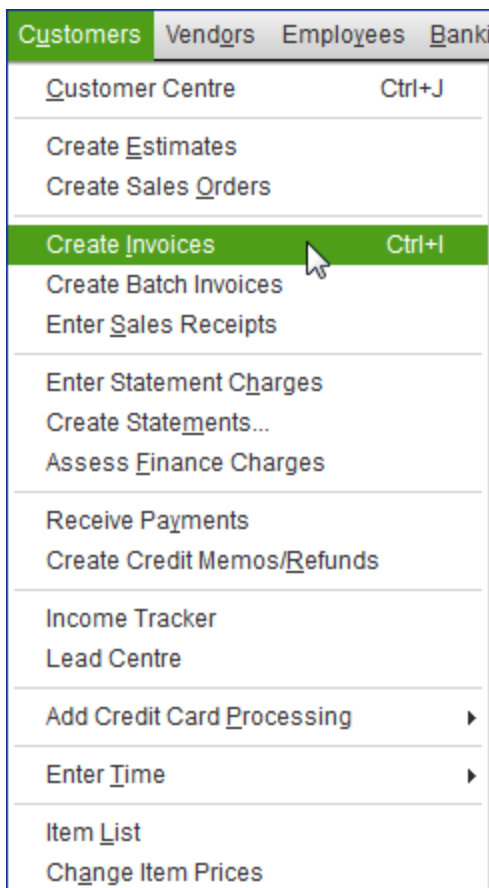 Customers Vendors Employees Banki
Customer Centre Ctrl+J
Create Estimates
Create Sales Orders
Create Invoices Ctrl+I
Create Batch Invoices
Enter Sales Receipts
Enter Statement Charges
Create Statements...
Assess Finance Charges
Receive Payments
Create Credit Memos/Refunds
Income Tracker
Lead Centre
Add Credit Card Processing
Enter Time
Item List
Change Item Prices